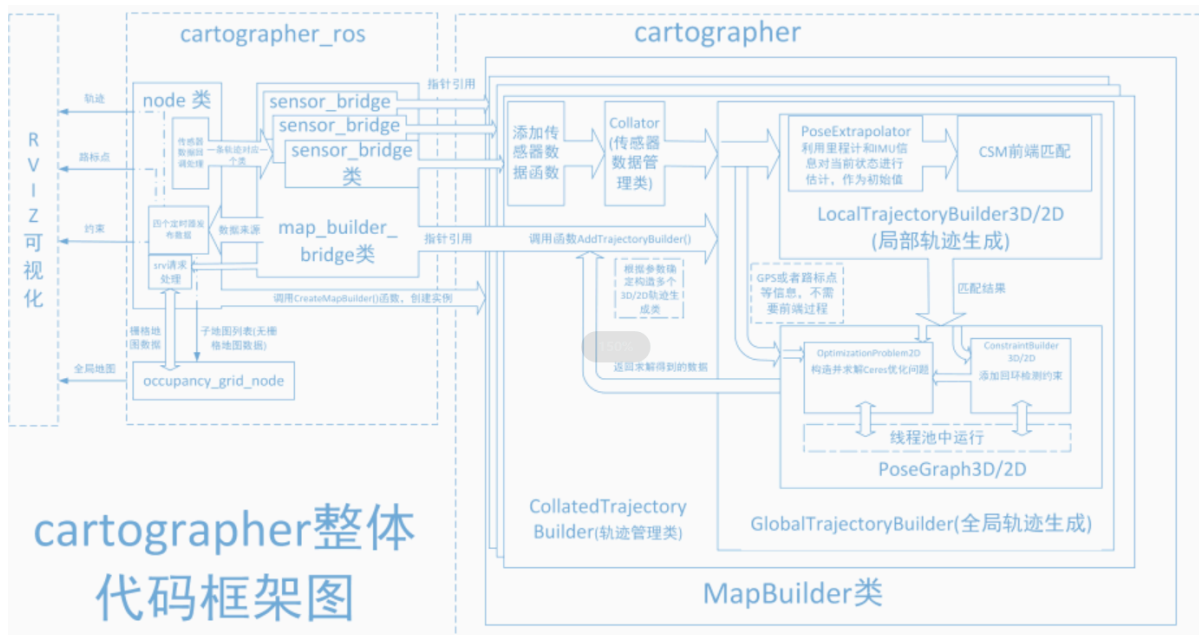 cartographer_ros
cartographer
RVIZ可视化
轨迹
路标点
约束
全局地图
node 类
传感器
数据回
调处理
一条轨迹对应一
个类
sensor_bridge
sensor_bridge
sensor_bridge
类
指针引用
四个定时器发
布数据
数据来源
map_builder_
bridge类
指针引用
srv请求
处理
调用CreateMapBuilder()函数，创建实例
栅格地
图数据
子地图列表(无栅
格地图数据)
occupancy_grid_node
添加传
感器数
据函数
Collator
(传感器
数据管
理类)
PoseExtrapolator
利用里程计和IMU信
息对当前状态进行
估计，作为初始值
CSM前端匹配
LocalTrajectoryBuilder3D/2D
(局部轨迹生成)
调用函数AddTrajectoryBuilder()
根据参数确
定构造多个
3D/2D轨迹生
成类
GPS或者路标点
等信息，不需
要前端过程
匹配结果
返回求解得到的数据
OptimizationProblem2D
构造并求解Ceres优化问题
ConstraintBuilder
3D/2D
添加回环检测约束
线程池中运行
PoseGraph3D/2D
CollatedTrajectory
Builder(轨迹管理类)
GlobalTrajectoryBuilder(全局轨迹生成)
MapBuilder类
cartographer整体
代码框架图